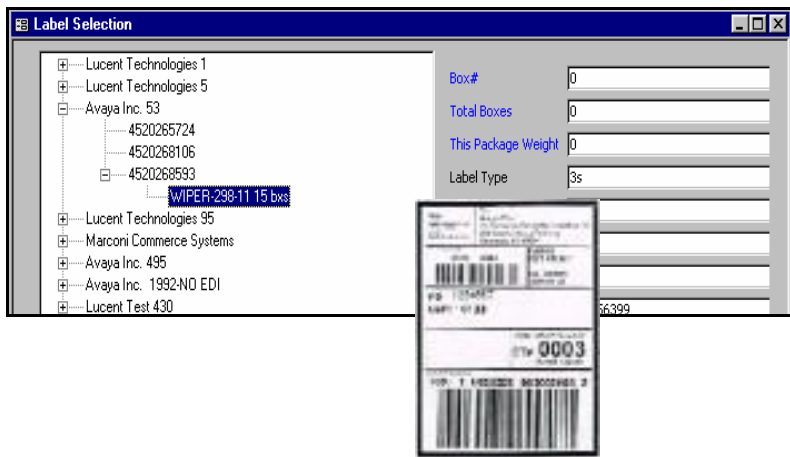 Label Selection
Lucent Technologies 1
Lucent Technologies 5
Avaya Inc. 53
4520265724
4520268106
4520268593
WIPER-298-11 15 bxs
Lucent Technologies 95
Marconi Commerce Systems
Avaya Inc. 495
Avaya Inc. 1992-NO EDI
Lucent Test 430
Box# 0
Total Boxes 0
This Package Weight 0
Label Type 3s
56399
0003